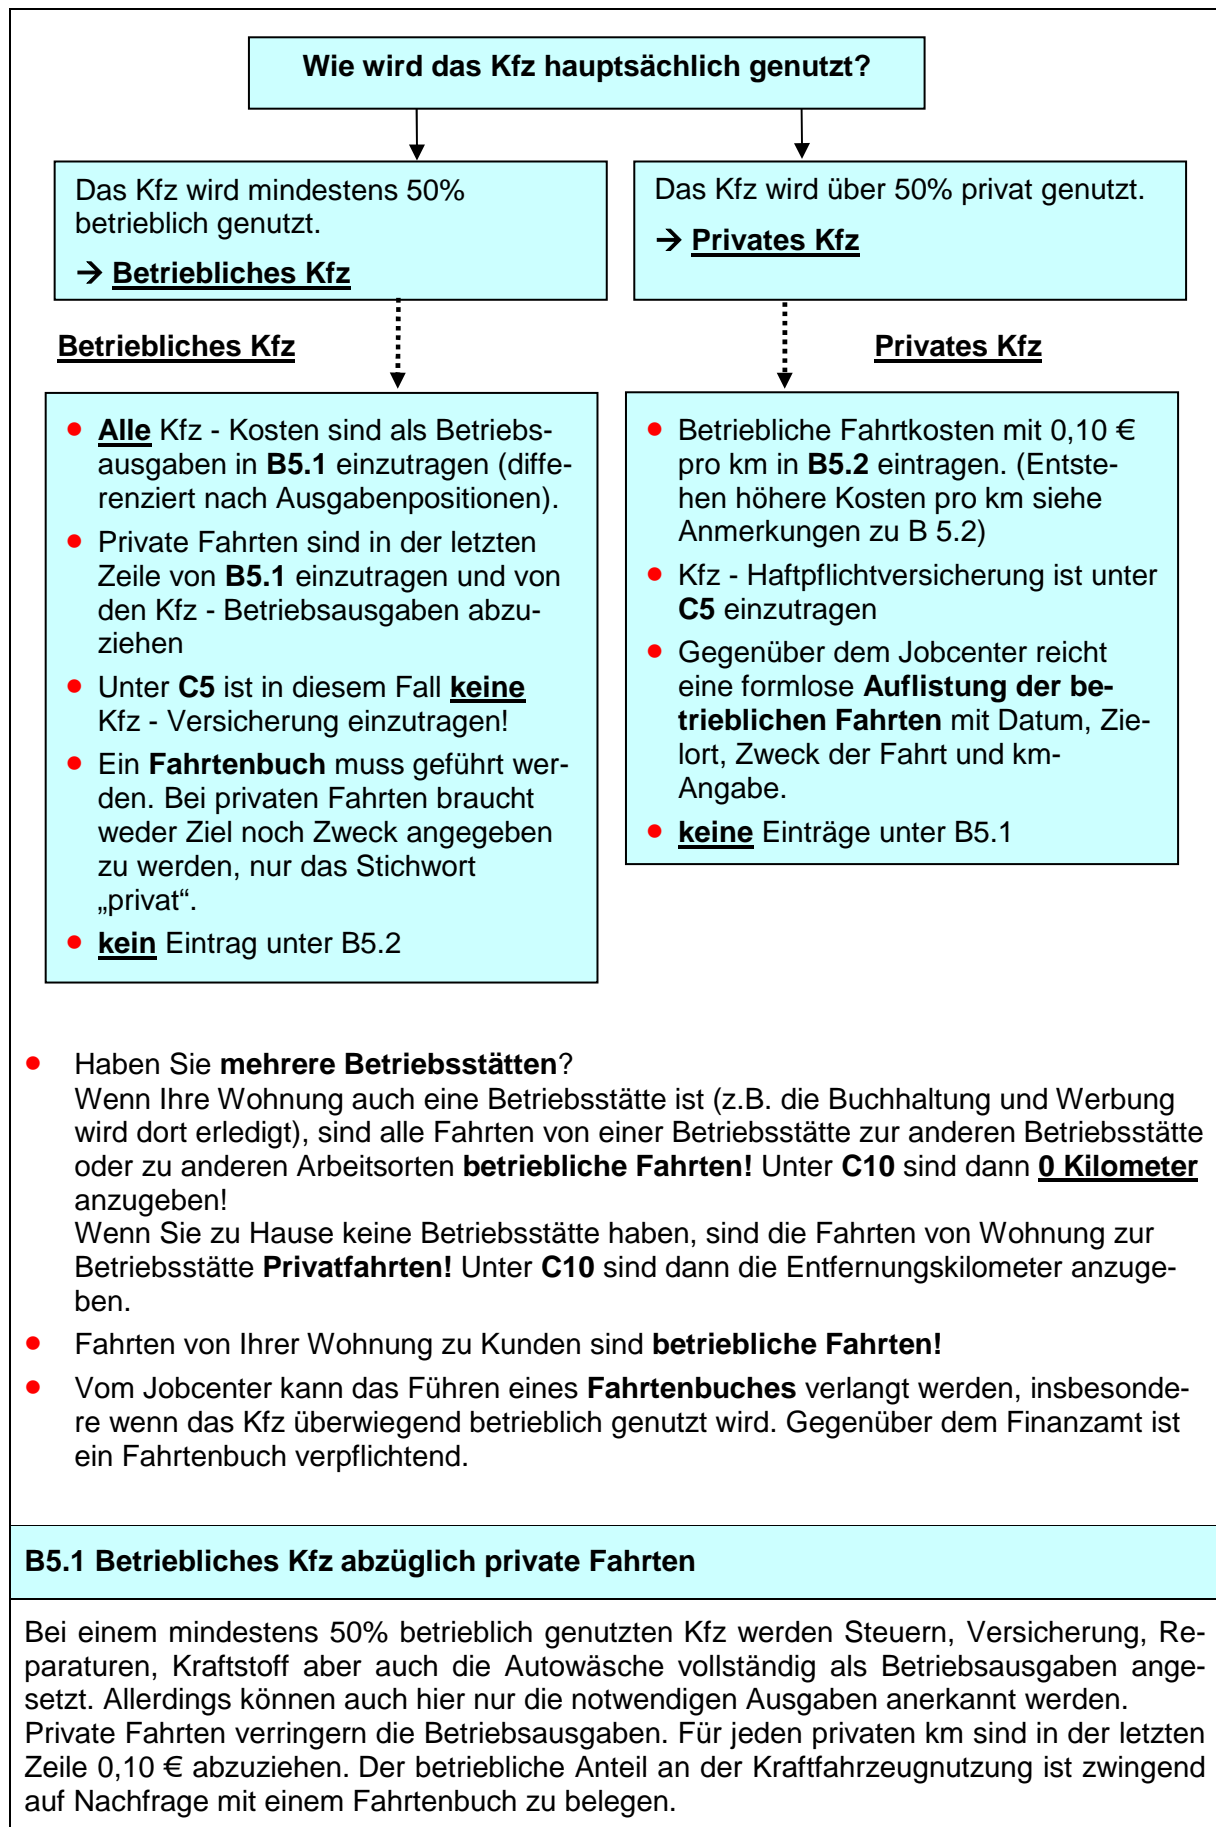 Wie wird das Kfz hauptsächlich genutzt?
Das Kfz wird mindestens 50%
betrieblich genutzt.
→ Betriebliches Kfz
Das Kfz wird über 50% privat genutzt.
→ Privates Kfz
Betriebliches Kfz
Privates Kfz
• Alle Kfz - Kosten sind als Betriebs-
ausgaben in B5.1 einzutragen (diffe-
renziert nach Ausgabenpositionen).
• Private Fahrten sind in der letzten
Zeile von B5.1 einzutragen und von
den Kfz - Betriebsausgaben abzu-
ziehen
• Unter C5 ist in diesem Fall keine
Kfz - Versicherung einzutragen!
• Ein Fahrtenbuch muss geführt wer-
den. Bei privaten Fahrten braucht
weder Ziel noch Zweck angegeben
zu werden, nur das Stichwort
„privat“.
• kein Eintrag unter B5.2
• Betriebliche Fahrtkosten mit 0,10 €
pro km in B5.2 eintragen. (Entste-
hen höhere Kosten pro km siehe
Anmerkungen zu B 5.2)
• Kfz - Haftpflichtversicherung ist unter
C5 einzutragen
• Gegenüber dem Jobcenter reicht
eine formlose Auflistung der be-
trieblichen Fahrten mit Datum, Zie-
lort, Zweck der Fahrt und km-
Angabe.
• keine Einträge unter B5.1
• Haben Sie mehrere Betriebsstätten?
Wenn Ihre Wohnung auch eine Betriebsstätte ist (z.B. die Buchhaltung und Werbung
wird dort erledigt), sind alle Fahrten von einer Betriebsstätte zur anderen Betriebsstätte
oder zu anderen Arbeitsorten betriebliche Fahrten! Unter C10 sind dann 0 Kilometer
anzugeben!
Wenn Sie zu Hause keine Betriebsstätte haben, sind die Fahrten von Wohnung zur
Betriebsstätte Privatfahrten! Unter C10 sind dann die Entfernungskilometer anzuge-
ben.
• Fahrten von Ihrer Wohnung zu Kunden sind betriebliche Fahrten!
• Vom Jobcenter kann das Führen eines Fahrtenbuches verlangt werden, insbesonde-
re wenn das Kfz überwiegend betrieblich genutzt wird. Gegenüber dem Finanzamt ist
ein Fahrtenbuch verpflichtend.
B5.1 Betriebliches Kfz abzüglich private Fahrten
Bei einem mindestens 50% betrieblich genutzten Kfz werden Steuern, Versicherung, Re-
paraturen, Kraftstoff aber auch die Autowäsche vollständig als Betriebsausgaben ange-
setzt. Allerdings können auch hier nur die notwendigen Ausgaben anerkannt werden.
Private Fahrten verringern die Betriebsausgaben. Für jeden privaten km sind in der letzten
Zeile 0,10 € abzuziehen. Der betriebliche Anteil an der Kraftfahrzeugnutzung ist zwingend
auf Nachfrage mit einem Fahrtenbuch zu belegen.